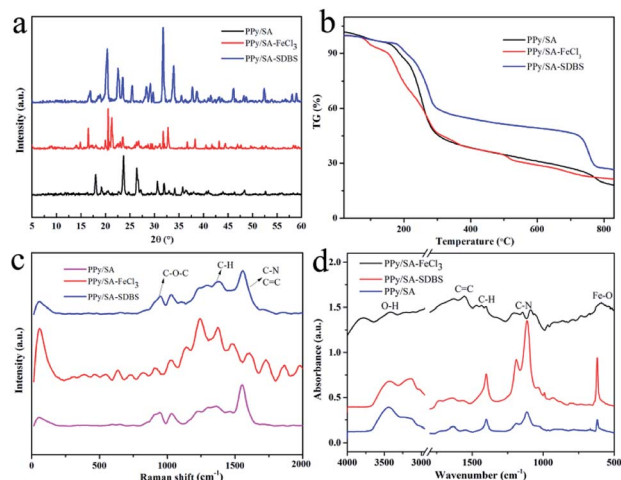 a
PPy/SA
PPy/SA-FeCl₃
PPy/SA-SDBS
Intensity (a.u.)
5 10 15 20 25 30 35 40 45 50 55 60
2θ (°)
b
PPy/SA
PPy/SA-FeCl₃
PPy/SA-SDBS
TG (%)
90
60
30
0
200 400 600 800
Temperature (°C)
c
PPy/SA
PPy/SA-FeCl₃
PPy/SA-SDBS
C-O-C
C-H
C-N
C=C
Intensity (a.u.)
0 500 1000 1500 2000
Raman shift (cm⁻¹)
d
PPy/SA-FeCl₃
PPy/SA-SDBS
PPy/SA
O-H
C=C
C-H
C-N
Fe-O
Absorbance (a.u.)
2.0
1.5
1.0
0.5
0.0
4000 3500 3000 1500 1000 500
Wavenumber (cm⁻¹)